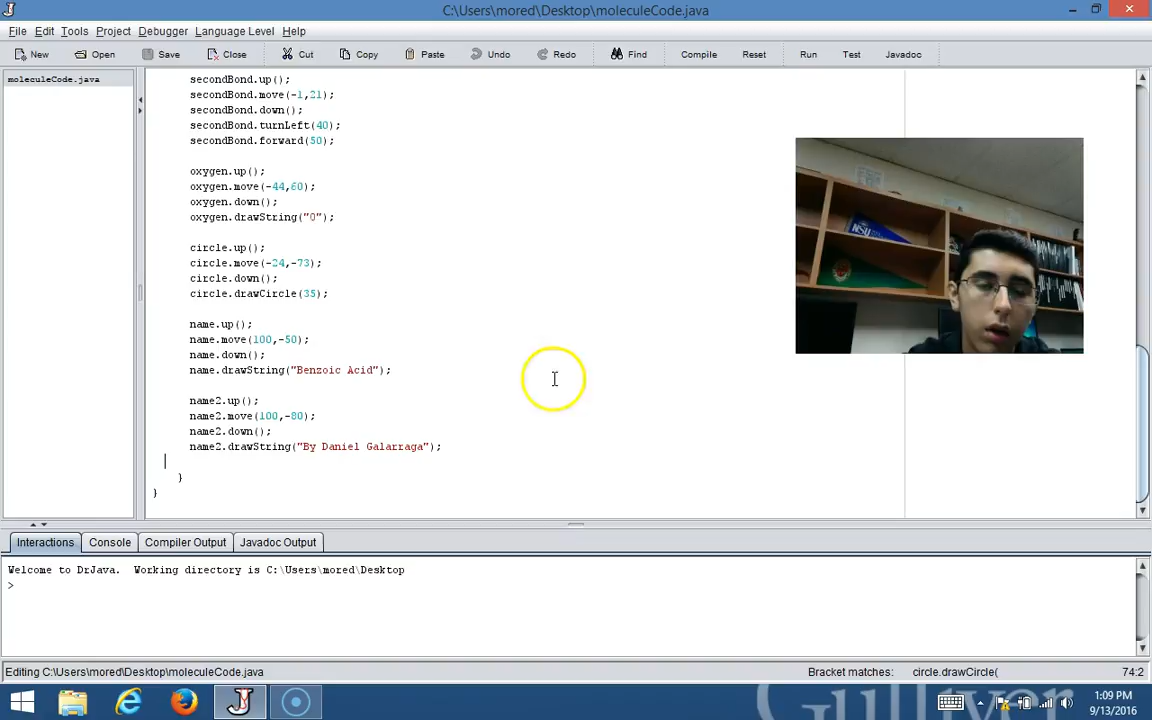 C:\Users\mored\Desktop\moleculeCode.java
File Edit Tools Project Debugger Language Level Help
New Open Save Close Cut Copy Paste Undo Redo Find Compile Reset Run Test Javadoc
moleculeCode.java
secondBond.up();
secondBond.move(-1,21);
secondBond.down();
secondBond.turnLeft(40);
secondBond.forward(50);
oxygen.up();
oxygen.move(-44,60);
oxygen.down();
oxygen.drawString("O");
circle.up();
circle.move(-24,-73);
circle.down();
circle.drawCircle(35);
name.up();
name.move(100,-50);
name.down();
name.drawString("Benzoic Acid");
name2.up();
name2.move(100,-80);
name2.down();
name2.drawString("By Daniel Galarraga");
}
}
NSU
Interactions Console Compiler Output Javadoc Output
Welcome to DrJava. Working directory is C:\Users\mored\Desktop
>
Editing C:\Users\mored\Desktop\moleculeCode.java Bracket matches: circle.drawCircle( 74:2
Gulliver
1:09 PM
9/13/2016